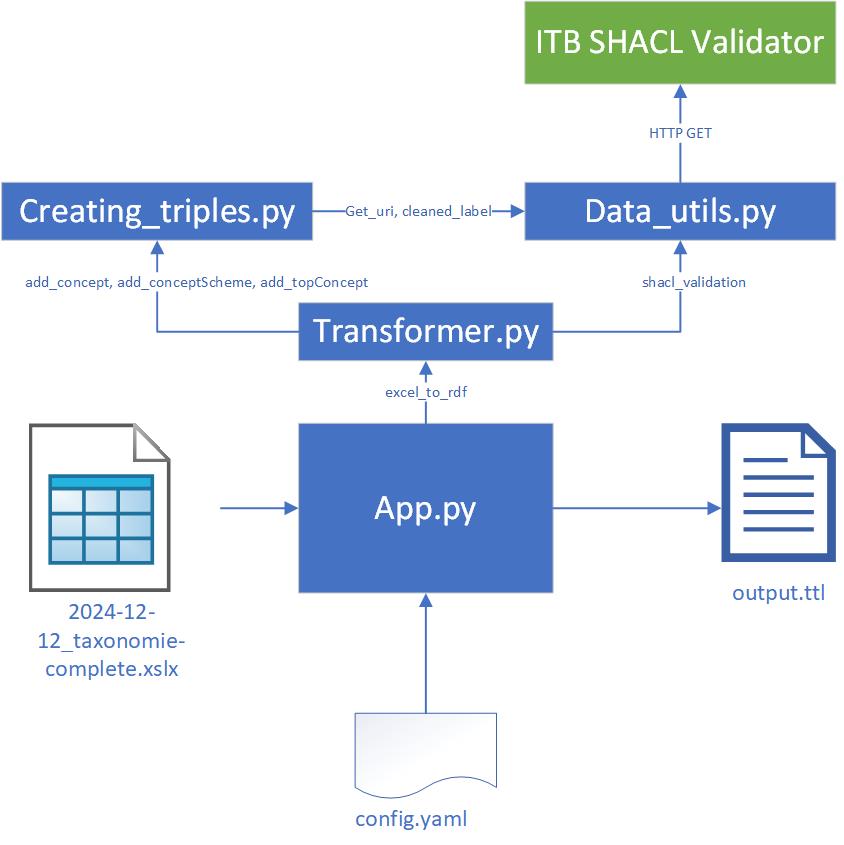 ITB SHACL Validator
HTTP GET
Creating_triples.py
Get_uri, cleaned_label
Data_utils.py
add_concept, add_conceptScheme, add_topConcept
shacl_validation
Transformer.py
excel_to_rdf
App.py
2024-12-
12_taxonomie-
complete.xslx
output.ttl
config.yaml